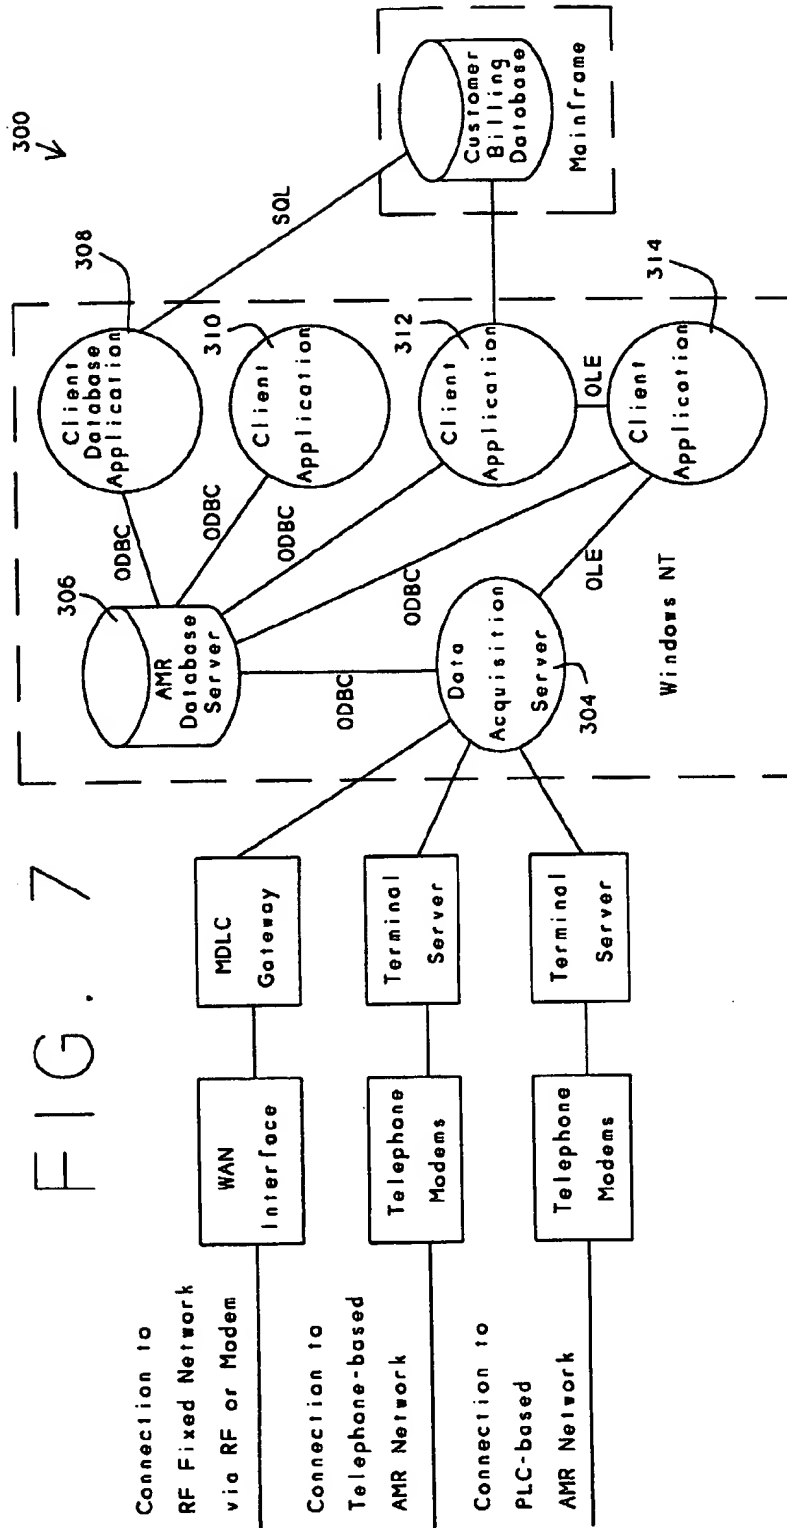 FIG. 7
300
Connection to
RF Fixed Network
via RF or Modem
WAN
Interface
MDLC
Gateway
Connection to
Telephone-based
AMR Network
Telephone
Modems
Terminal
Server
Connection to
PLC-based
AMR Network
Telephone
Modems
Terminal
Server
306
AMR
Database
Server
ODBC
Data
Acquisition
Server
304
ODBC
ODBC
ODBC
ODBC
OLE
OLE
Client
Database
Application
308
Client
Application
310
Client
Application
312
Client
Application
314
Windows NT
SQL
Customer
Billing
Database
Mainframe